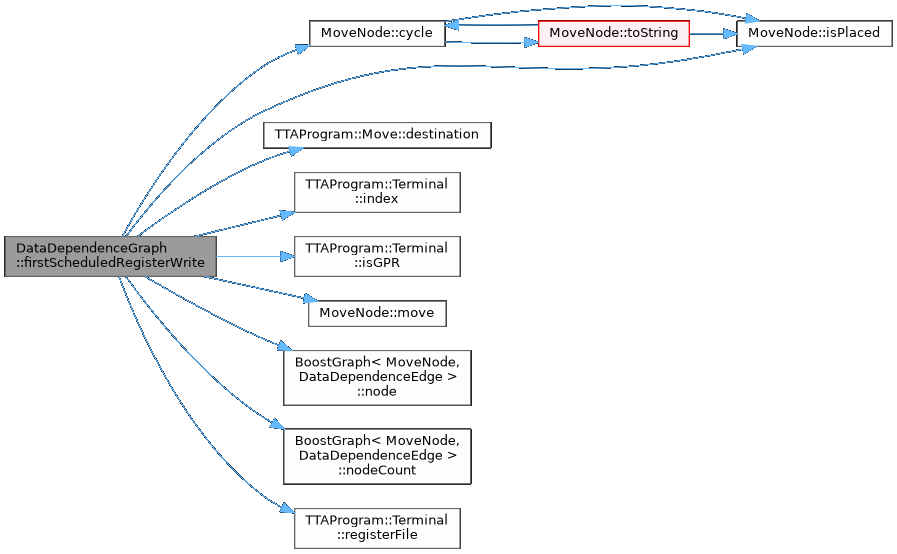 MoveNode::cycle
MoveNode::toString
MoveNode::isPlaced
TTAProgram::Move::destination
TTAProgram::Terminal
::index
DataDependenceGraph
::firstScheduledRegisterWrite
TTAProgram::Terminal
::isGPR
MoveNode::move
BoostGraph< MoveNode,
DataDependenceEdge >
::node
BoostGraph< MoveNode,
DataDependenceEdge >
::nodeCount
TTAProgram::Terminal
::registerFile